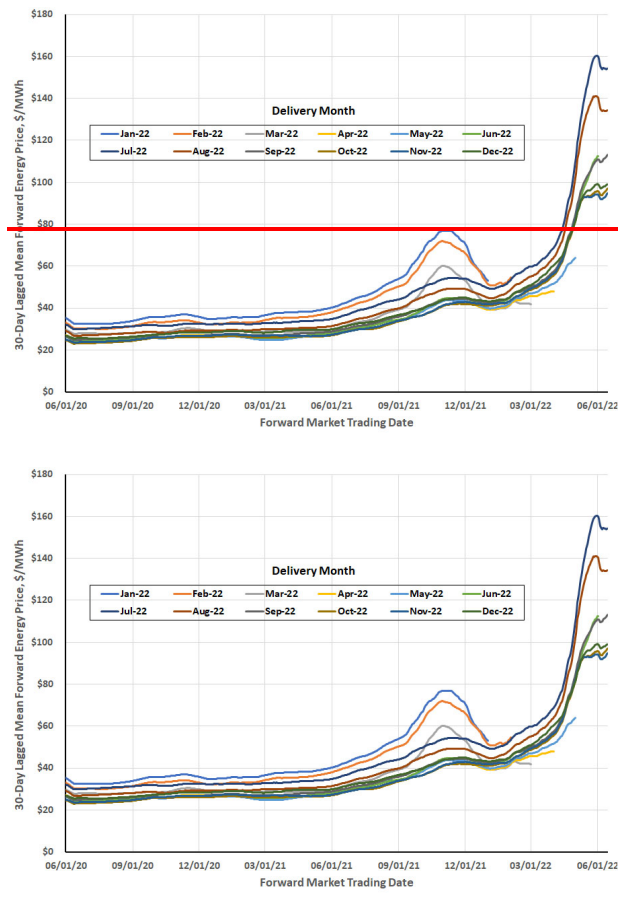 $180
$160
$140
$120
$100
$80
$60
$40
$20
$0
30-Day Lagged Mean Forward Energy Price, $/MWh
Delivery Month
Jan-22 Feb-22 Mar-22 Apr-22 May-22 Jun-22
Jul-22 Aug-22 Sep-22 Oct-22 Nov-22 Dec-22
06/01/20 09/01/20 12/01/20 03/01/21 06/01/21 09/01/21 12/01/21 03/01/22 06/01/22
Forward Market Trading Date
$180
$160
$140
$120
$100
$80
$60
$40
$20
$0
30-Day Lagged Mean Forward Energy Price, $/MWh
Delivery Month
Jan-22 Feb-22 Mar-22 Apr-22 May-22 Jun-22
Jul-22 Aug-22 Sep-22 Oct-22 Nov-22 Dec-22
06/01/20 09/01/20 12/01/20 03/01/21 06/01/21 09/01/21 12/01/21 03/01/22 06/01/22
Forward Market Trading Date